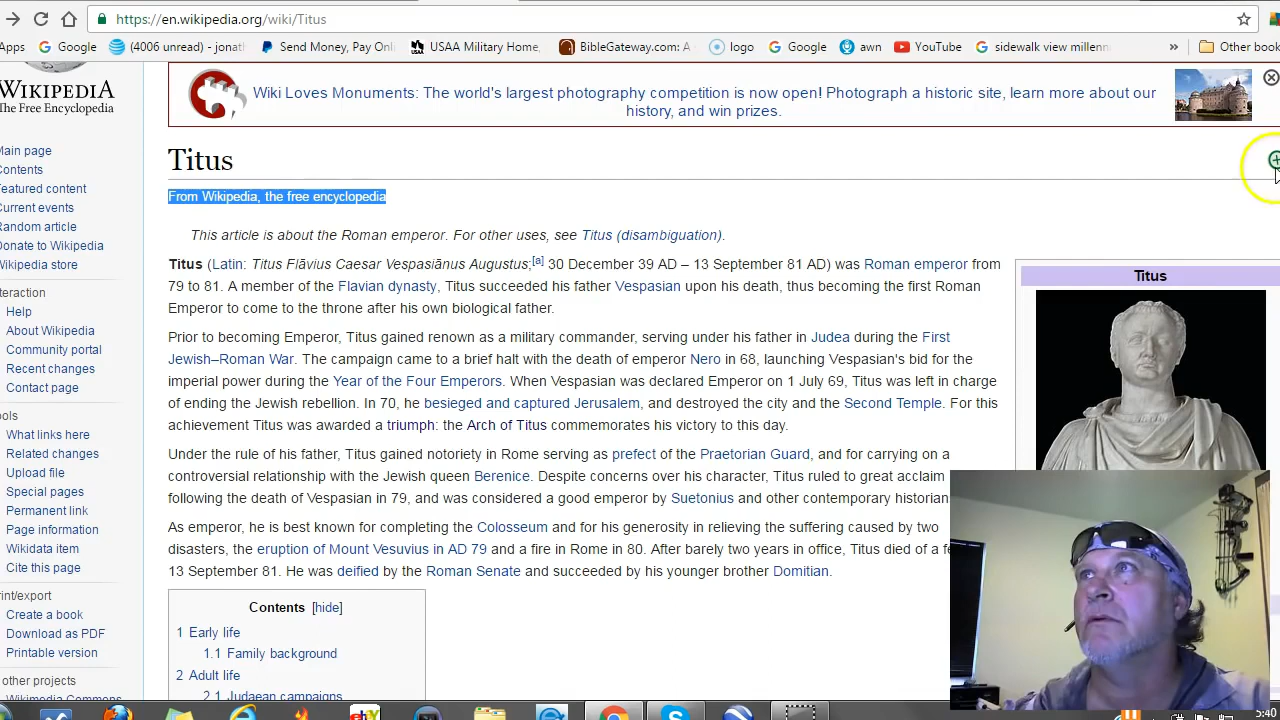 https://en.wikipedia.org/wiki/Titus
Apps Google (4006 unread) - jonat Send Money, Pay Onli USAA Military Home, BibleGateway.com: A logo Google awn YouTube sidewalk view millenn » Other book
WIKIPEDIA
The Free Encyclopedia
Main page
Contents
Featured content
Current events
Random article
Donate to Wikipedia
Wikipedia store
nteraction
Help
About Wikipedia
Community portal
Recent changes
Contact page
ools
What links here
Related changes
Upload file
Special pages
Permanent link
Page information
Wikidata item
Cite this page
rint/export
Create a book
Download as PDF
Printable version
other projects
Wikimedia Commons
Wiki Loves Monuments: The world's largest photography competition is now open! Photograph a historic site, learn more about our
history, and win prizes.
Titus
From Wikipedia, the free encyclopedia
This article is about the Roman emperor. For other uses, see Titus (disambiguation).
Titus (Latin: Titus Flāvius Caesar Vespasiānus Augustus;[a] 30 December 39 AD – 13 September 81 AD) was Roman emperor from
79 to 81. A member of the Flavian dynasty, Titus succeeded his father Vespasian upon his death, thus becoming the first Roman
Emperor to come to the throne after his own biological father.
Prior to becoming Emperor, Titus gained renown as a military commander, serving under his father in Judea during the First
Jewish–Roman War. The campaign came to a brief halt with the death of emperor Nero in 68, launching Vespasian's bid for the
imperial power during the Year of the Four Emperors. When Vespasian was declared Emperor on 1 July 69, Titus was left in charge
of ending the Jewish rebellion. In 70, he besieged and captured Jerusalem, and destroyed the city and the Second Temple. For this
achievement Titus was awarded a triumph: the Arch of Titus commemorates his victory to this day.
Under the rule of his father, Titus gained notoriety in Rome serving as prefect of the Praetorian Guard, and for carrying on a
controversial relationship with the Jewish queen Berenice. Despite concerns over his character, Titus ruled to great acclaim
following the death of Vespasian in 79, and was considered a good emperor by Suetonius and other contemporary historian
As emperor, he is best known for completing the Colosseum and for his generosity in relieving the suffering caused by two
disasters, the eruption of Mount Vesuvius in AD 79 and a fire in Rome in 80. After barely two years in office, Titus died of a fe
13 September 81. He was deified by the Roman Senate and succeeded by his younger brother Domitian.
Contents [hide]
1 Early life
1.1 Family background
2 Adult life
2.1 Judaean campaigns
Titus
ebY
5:40